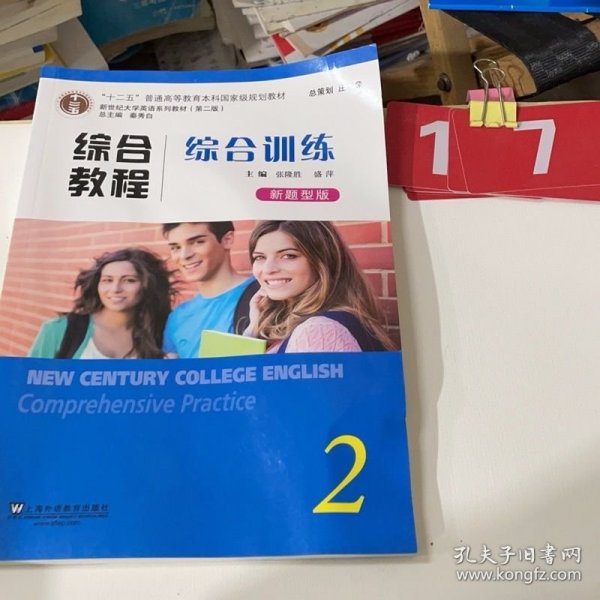 "十二五"普通高等教育本科国家级规划教材
总策划
新世纪大学英语系列教材(第二版)
总主编 秦秀白
综合
教程
综合训练
主编 张隆胜 盛萍
新题型版
NEW CENTURY COLLEGE ENGLISH
Comprehensive Practice
2
W 上海外语教育出版社
www.sflep.com
1 7
孔夫子旧书网
www.kongfz.com